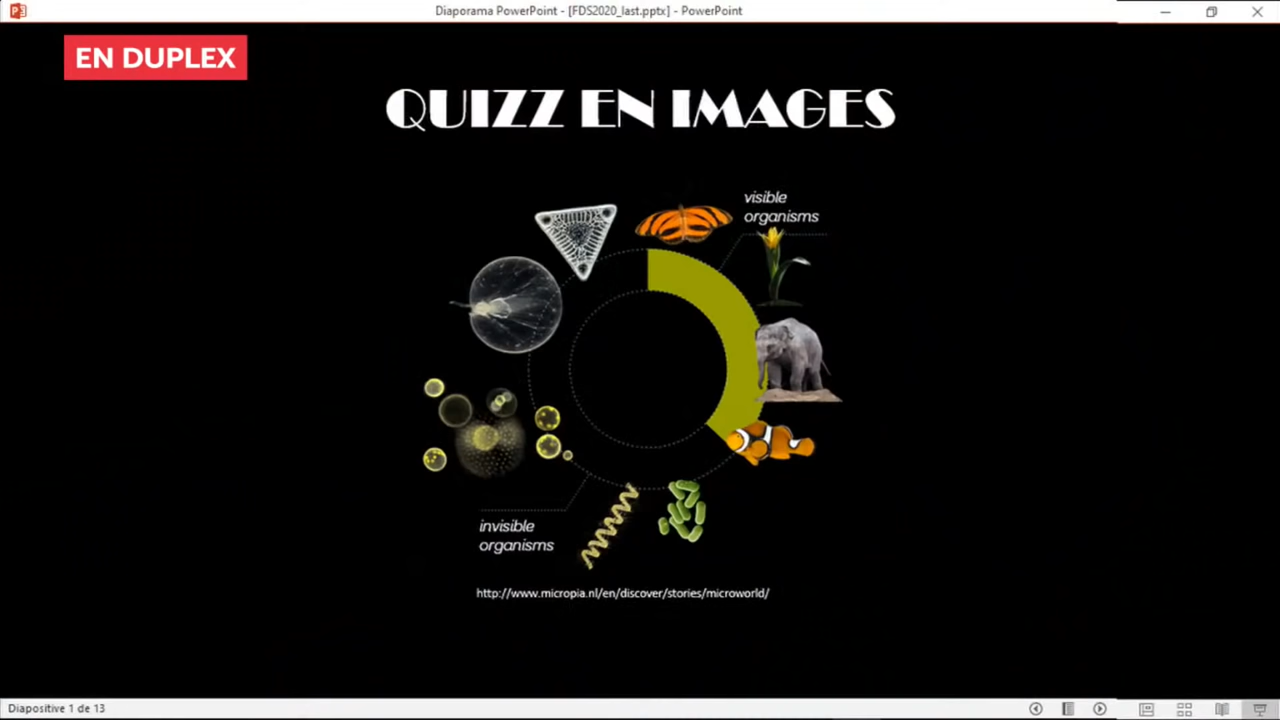 Diaporama PowerPoint - [FDS2020_last.pptx] - PowerPoint
EN DUPLEX
QUIZZ EN IMAGES
visible
organisms
invisible
organisms
http://www.micropia.nl/en/discover/stories/microworld/
Diapositive 1 de 13